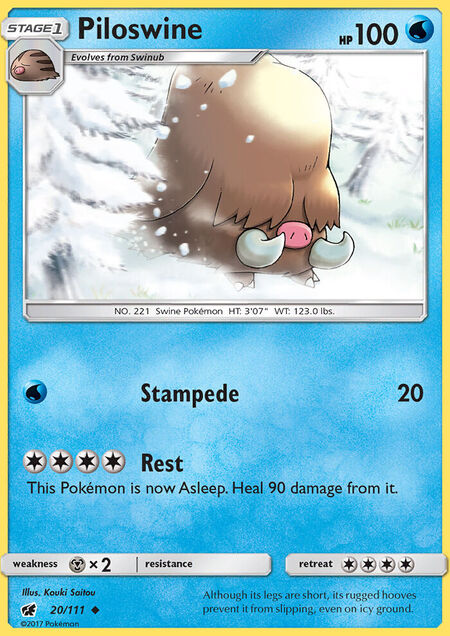 STAGE 1
Piloswine
HP 100
Evolves from Swinub
NO. 221 Swine Pokémon HT: 3'07" WT: 123.0 lbs.
Stampede 20
Rest
This Pokémon is now Asleep. Heal 90 damage from it.
weakness ×2 resistance retreat
Illus. Kouki Saitou
20/111
©2017 Pokémon
Although its legs are short, its rugged hooves
prevent it from slipping, even on icy ground.